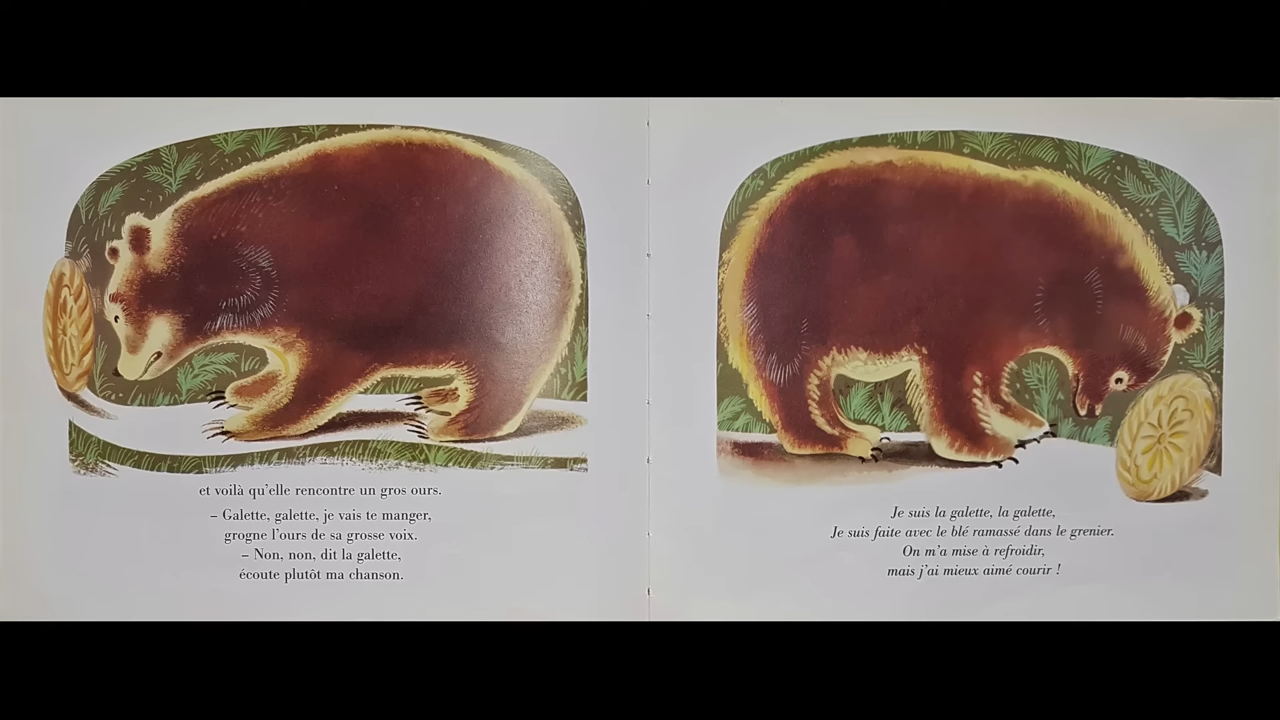 et voilà qu'elle rencontre un gros ours.
– Galette, galette, je vais te manger,
grogne l'ours de sa grosse voix.
– Non, non, dit la galette,
écoute plutôt ma chanson.
Je suis la galette, la galette,
Je suis faite avec le blé ramassé dans le grenier.
On m'a mise à refroidir,
mais j'ai mieux aimé courir !